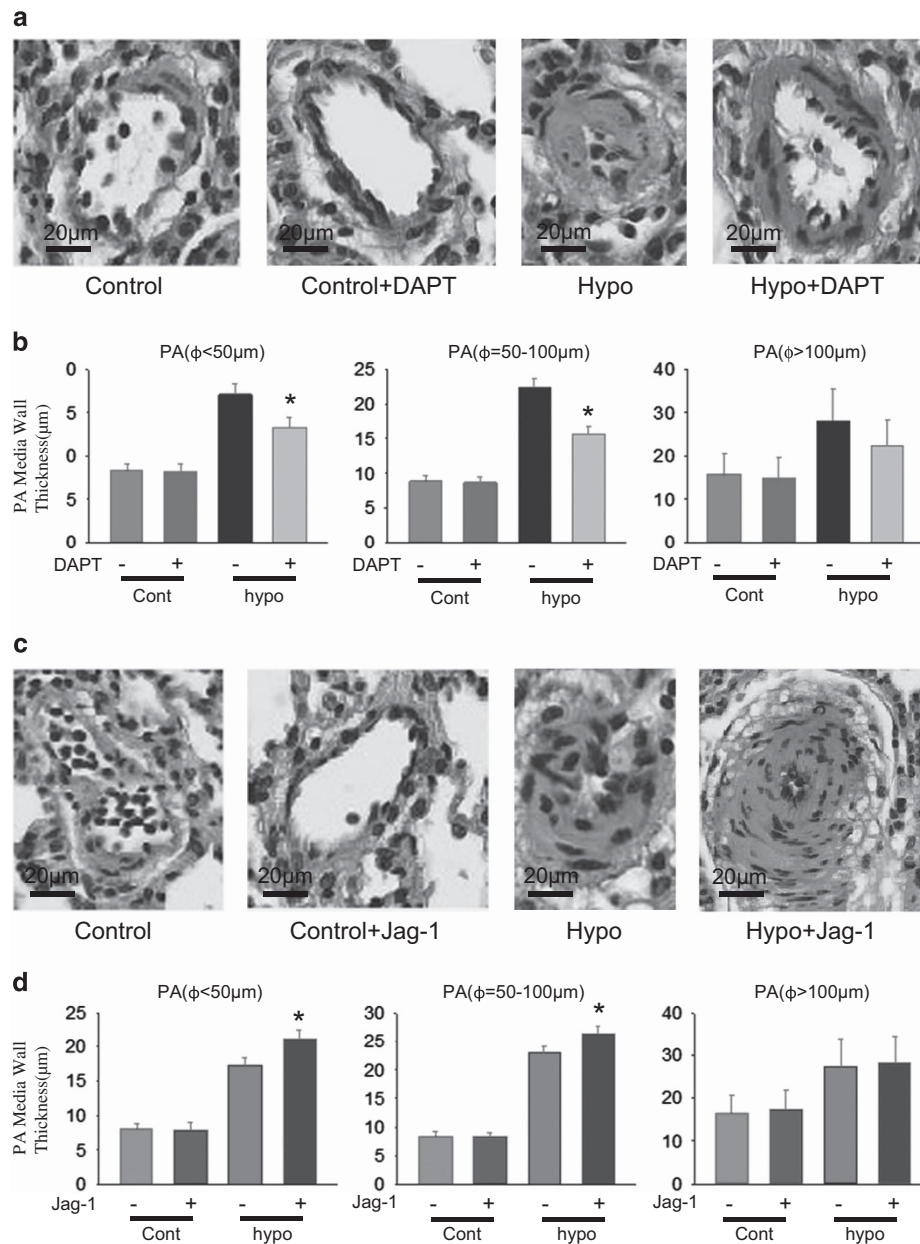 a
20μm 20μm 20μm 20μm
Control Control+DAPT Hypo Hypo+DAPT
b
PA(ϕ<50μm) PA(ϕ=50-100μm) PA(ϕ>100μm)
PA Media Wall
Thickness(μm)
0
5
0
5
0
25
20
15
10
5
0
40
30
20
10
0
DAPT - + - + DAPT - + - + - + - +
Cont hypo Cont hypo Cont hypo
c
20μm 20μm 20μm 20μm
Control Control+Jag-1 Hypo Hypo+Jag-1
d
PA(ϕ<50μm) PA(ϕ=50-100μm) PA(ϕ>100μm)
PA Media Wall
Thickness(μm)
25
20
15
10
5
0
30
25
20
15
10
5
0
40
30
20
10
0
Jag-1 - + - + Jag-1 - + - + Jag-1 - + - +
Cont hypo Cont hypo Cont hypo